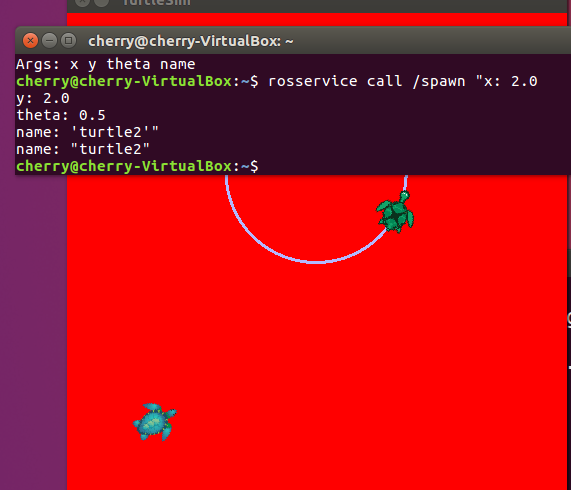 TurtleSim
cherry@cherry-VirtualBox: ~
Args: x y theta name
cherry@cherry-VirtualBox:~$ rosservice call /spawn "x: 2.0
y: 2.0
theta: 0.5
name: 'turtle2'"
name: "turtle2"
cherry@cherry-VirtualBox:~$